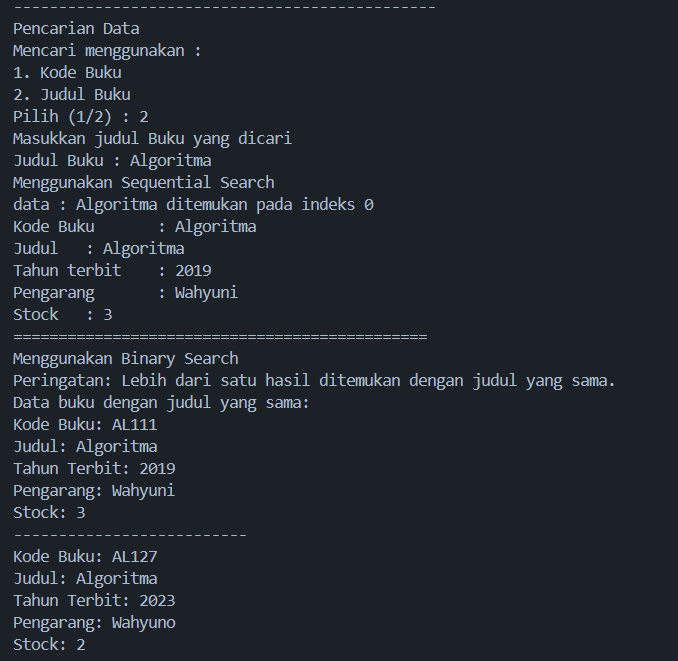 -----------------------------------------------
Pencarian Data
Mencari menggunakan :
1. Kode Buku
2. Judul Buku
Pilih (1/2) : 2
Masukkan judul Buku yang dicari
Judul Buku : Algoritma
Menggunakan Sequential Search
data : Algoritma ditemukan pada indeks 0
Kode Buku       : Algoritma
Judul   : Algoritma
Tahun terbit    : 2019
Pengarang       : Wahyuni
Stock   : 3
==============================================
Menggunakan Binary Search
Peringatan: Lebih dari satu hasil ditemukan dengan judul yang sama.
Data buku dengan judul yang sama:
Kode Buku: AL111
Judul: Algoritma
Tahun Terbit: 2019
Pengarang: Wahyuni
Stock: 3
--------------------------
Kode Buku: AL127
Judul: Algoritma
Tahun Terbit: 2023
Pengarang: Wahyuno
Stock: 2